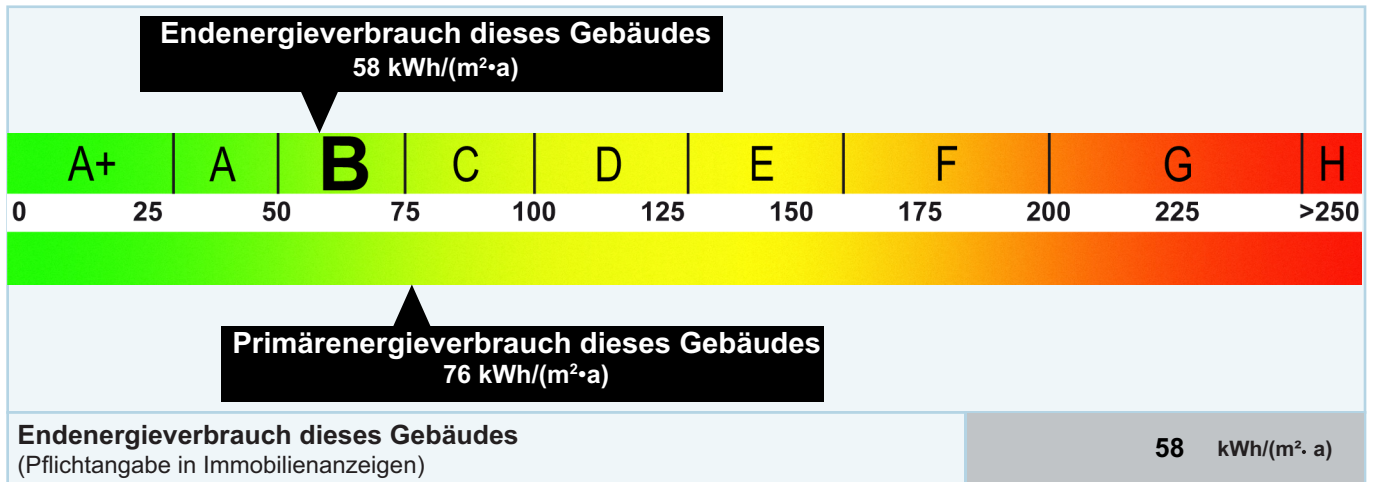 Endenergieverbrauch dieses Gebäudes
58 kWh/(m²•a)
A+ A B C D E F G H
0 25 50 75 100 125 150 175 200 225 >250
Primärenergieverbrauch dieses Gebäudes
76 kWh/(m²•a)
Endenergieverbrauch dieses Gebäudes
(Pflichtangabe in Immobilienanzeigen)
58 kWh/(m²· a)